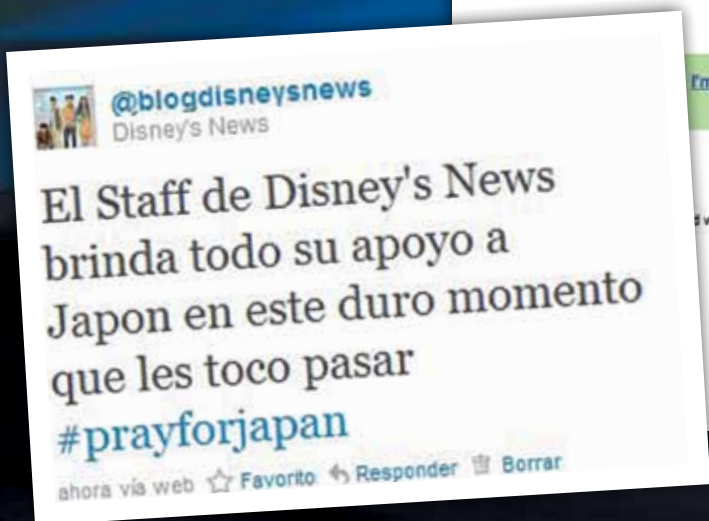 @blogdisneysnews
Disney's News
El Staff de Disney's News
brinda todo su apoyo a
Japon en este duro momento
que les toco pasar
#prayforjapan
ahora vía web Favorito Responder Borrar